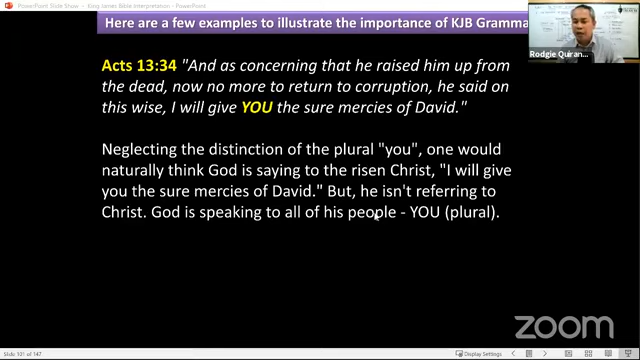 PowerPoint Slide Show - King James Bible Interpretation - PowerPoint
Here are a few examples to illustrate the importance of KJB Gramma
Rodgie Quiran...
Acts 13:34 "And as concerning that he raised him up from
the dead, now no more to return to corruption, he said on
this wise, I will give YOU the sure mercies of David."
Neglecting the distinction of the plural "you", one would
naturally think God is saying to the risen Christ, "I will give
you the sure mercies of David." But, he isn't referring to
Christ. God is speaking to all of his people - YOU (plural).
zoom
Slide 101 of 147
Display Settings